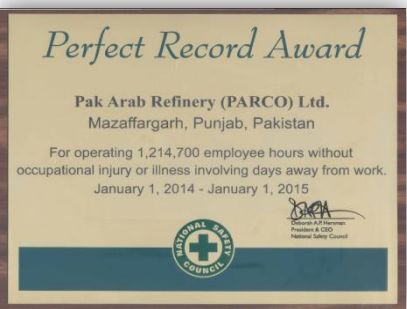 Perfect Record Award
Pak Arab Refinery (PARCO) Ltd.
Mazaffargarh, Punjab, Pakistan
For operating 1,214,700 employee hours without
occupational injury or illness involving days away from work.
January 1, 2014 - January 1, 2015
Deborah A.P. Hersman
President & CEO
National Safety Council
NATIONAL SAFETY
COUNCIL